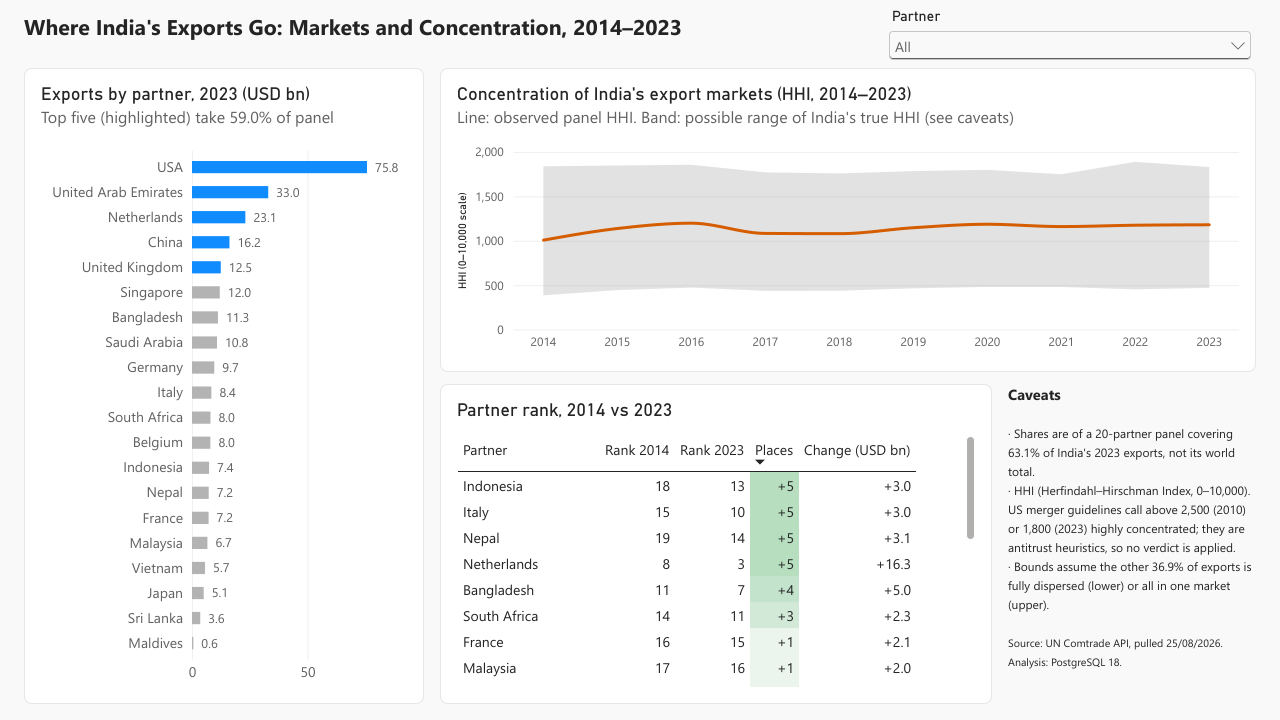 Where India's Exports Go: Markets and Concentration, 2014–2023
Partner
All
Exports by partner, 2023 (USD bn)
Top five (highlighted) take 59.0% of panel
USA 75.8
United Arab Emirates 33.0
Netherlands 23.1
China 16.2
United Kingdom 12.5
Singapore 12.0
Bangladesh 11.3
Saudi Arabia 10.8
Germany 9.7
Italy 8.4
South Africa 8.0
Belgium 8.0
Indonesia 7.4
Nepal 7.2
France 7.2
Malaysia 6.7
Vietnam 5.7
Japan 5.1
Sri Lanka 3.6
Maldives 0.6
0 50
Concentration of India's export markets (HHI, 2014–2023)
Line: observed panel HHI. Band: possible range of India's true HHI (see caveats)
HHI (0–10,000 scale)
2,000
1,500
1,000
500
0
2014 2015 2016 2017 2018 2019 2020 2021 2022 2023
Partner rank, 2014 vs 2023
Partner Rank 2014 Rank 2023 Places Change (USD bn)
Indonesia 18 13 +5 +3.0
Italy 15 10 +5 +3.0
Nepal 19 14 +5 +3.1
Netherlands 8 3 +5 +16.3
Bangladesh 11 7 +4 +5.0
South Africa 14 11 +3 +2.3
France 16 15 +1 +2.1
Malaysia 17 16 +1 +2.0
Caveats
· Shares are of a 20-partner panel covering
63.1% of India's 2023 exports, not its world
total.
· HHI (Herfindahl–Hirschman Index, 0–10,000).
US merger guidelines call above 2,500 (2010)
or 1,800 (2023) highly concentrated; they are
antitrust heuristics, so no verdict is applied.
· Bounds assume the other 36.9% of exports is
fully dispersed (lower) or all in one market
(upper).
Source: UN Comtrade API, pulled 25/08/2026.
Analysis: PostgreSQL 18.